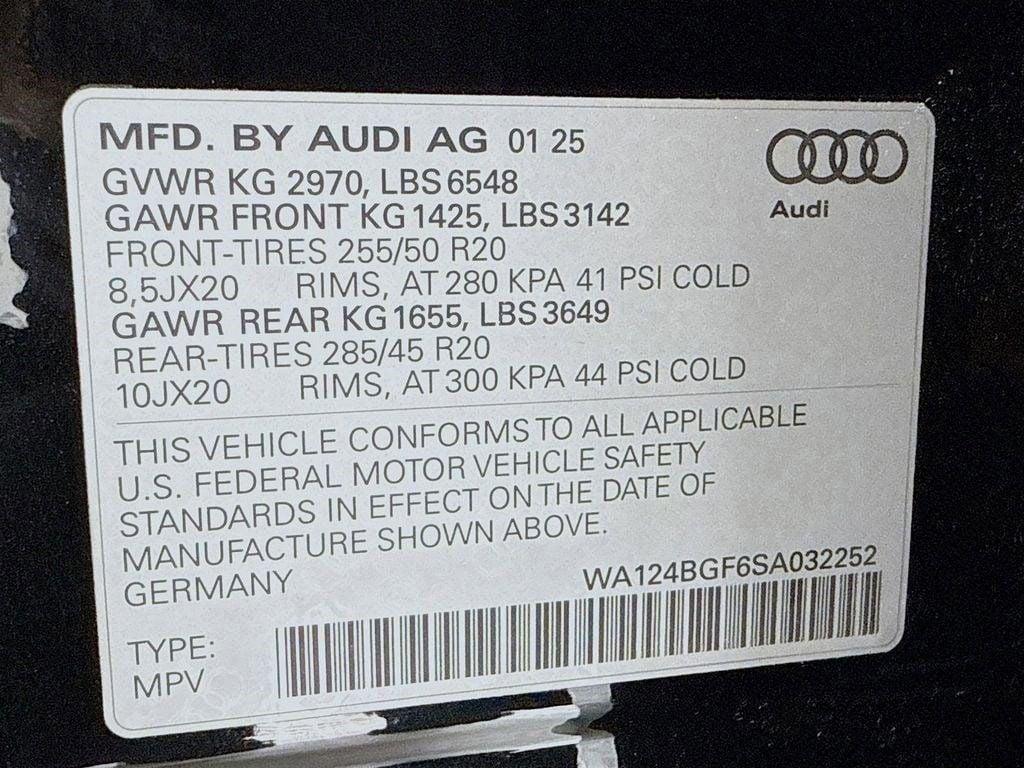 MFD. BY AUDI AG 01 25
GVWR KG 2970, LBS 6548
GAWR FRONT KG 1425, LBS 3142
FRONT-TIRES 255/50 R20
8,5JX20 RIMS, AT 280 KPA 41 PSI COLD
GAWR REAR KG 1655, LBS 3649
REAR-TIRES 285/45 R20
10JX20 RIMS, AT 300 KPA 44 PSI COLD
Audi
THIS VEHICLE CONFORMS TO ALL APPLICABLE
U.S. FEDERAL MOTOR VEHICLE SAFETY
STANDARDS IN EFFECT ON THE DATE OF
MANUFACTURE SHOWN ABOVE.
GERMANY
WA124BGF6SA032252
TYPE:
MPV